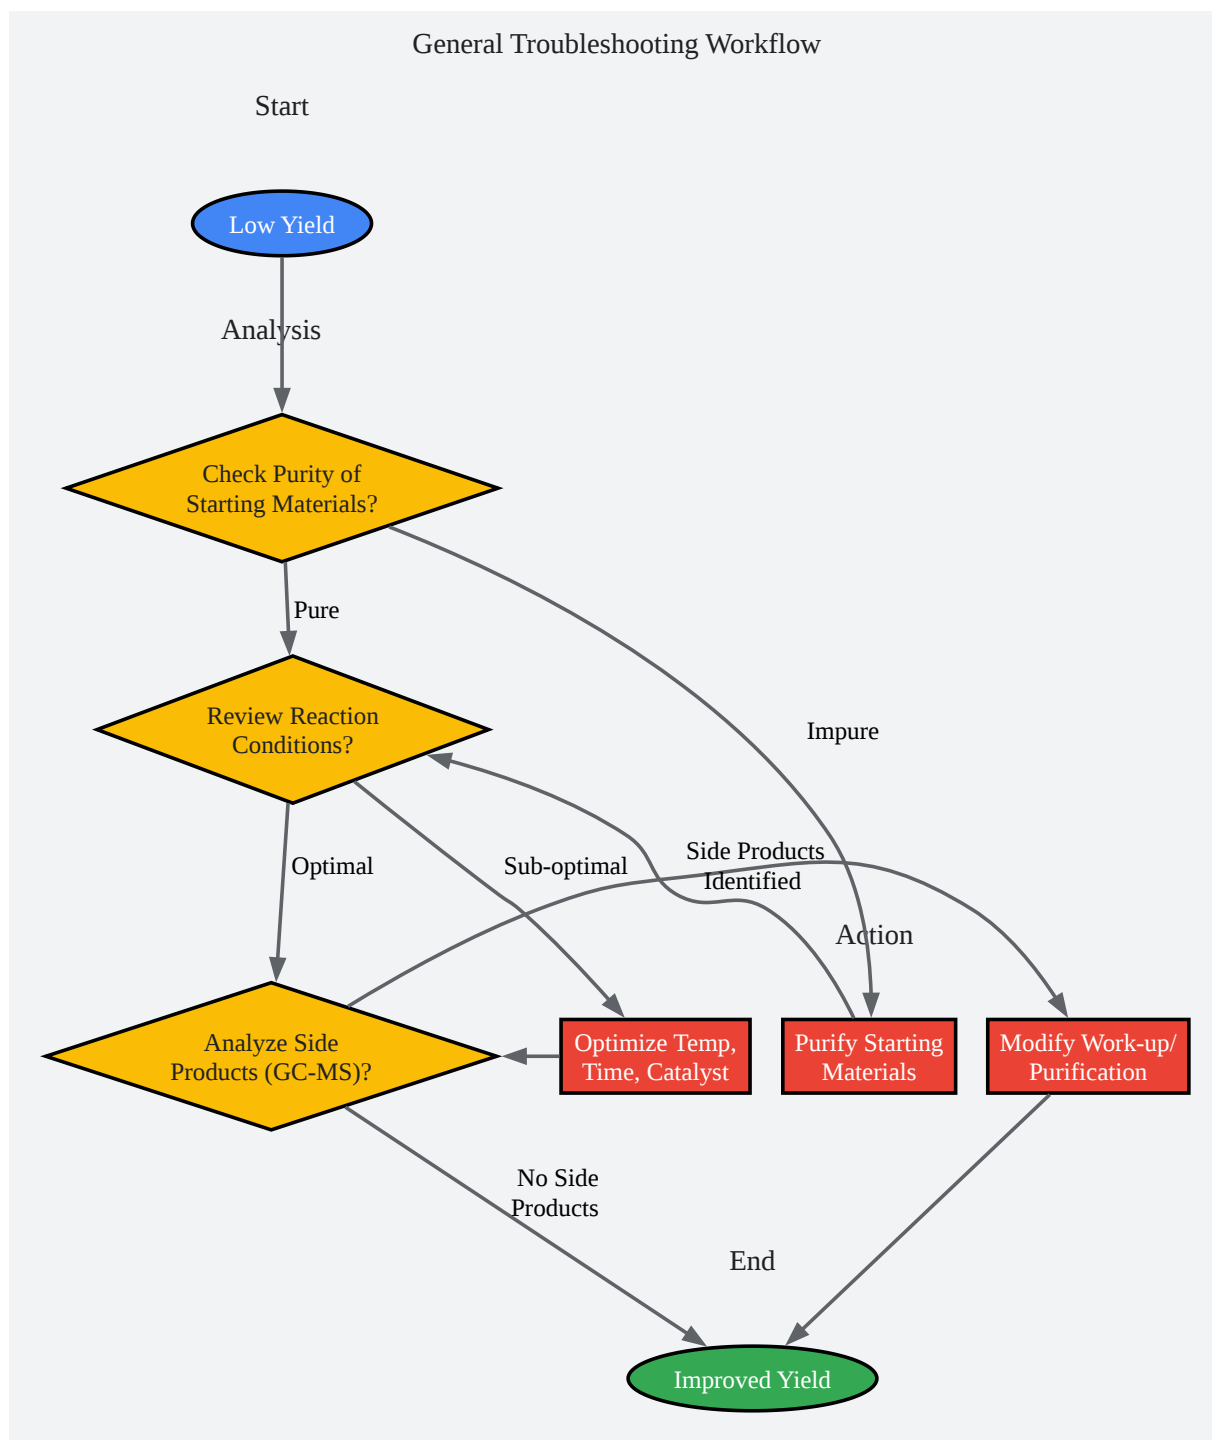 General Troubleshooting Workflow
Start
Low Yield
Analysis
Check Purity of
Starting Materials?
Pure
Review Reaction
Conditions?
Impure
Optimal
Sub-optimal
Side Products
Identified
Action
Analyze Side
Products (GC-MS)?
Optimize Temp,
Time, Catalyst
Purify Starting
Materials
Modify Work-up/
Purification
No Side
Products
End
Improved Yield